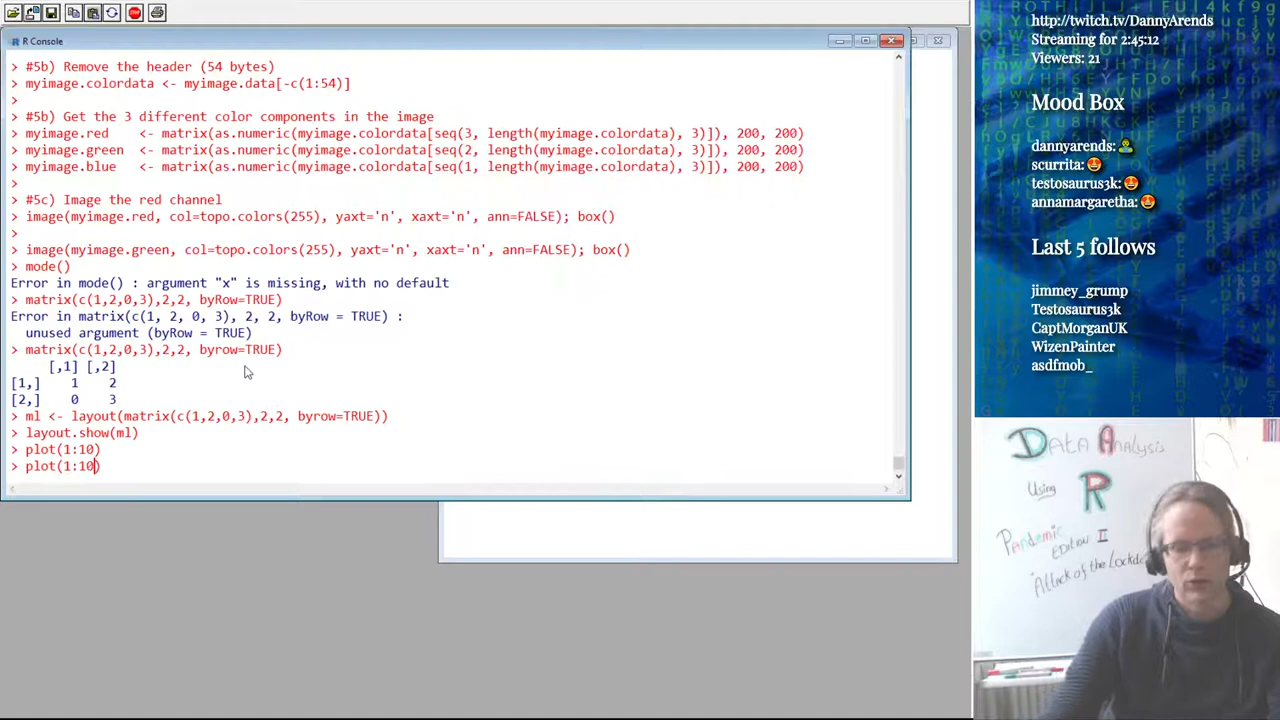 R Console
> #5b) Remove the header (54 bytes)
> myimage.colordata <- myimage.data[-c(1:54)]
>
> #5b) Get the 3 different color components in the image
> myimage.red   <- matrix(as.numeric(myimage.colordata[seq(3, length(myimage.colordata), 3)]), 200, 200)
> myimage.green <- matrix(as.numeric(myimage.colordata[seq(2, length(myimage.colordata), 3)]), 200, 200)
> myimage.blue  <- matrix(as.numeric(myimage.colordata[seq(1, length(myimage.colordata), 3)]), 200, 200)
>
> #5c) Image the red channel
> image(myimage.red, col=topo.colors(255), yaxt='n', xaxt='n', ann=FALSE); box()
>
> image(myimage.green, col=topo.colors(255), yaxt='n', xaxt='n', ann=FALSE); box()
> mode()
Error in mode() : argument "x" is missing, with no default
> matrix(c(1,2,0,3),2,2, byRow=TRUE)
Error in matrix(c(1, 2, 0, 3), 2, 2, byRow = TRUE) :
  unused argument (byRow = TRUE)
> matrix(c(1,2,0,3),2,2, byrow=TRUE)
     [,1] [,2]
[1,]    1    2
[2,]    0    3
> ml <- layout(matrix(c(1,2,0,3),2,2, byrow=TRUE))
> layout.show(ml)
> plot(1:10)
> plot(1:10)
http://twitch.tv/DannyArends
Streaming for 2:45:12
Viewers: 21
Mood Box
dannyarends:
scurrita:
testosaurus3k:
annamargaretha:
Last 5 follows
jimmey_grump
Testosaurus3k
CaptMorganUK
WizenPainter
asdfmob_
Data Analysis
Using R
Pandemic
Edition II
Attack of the